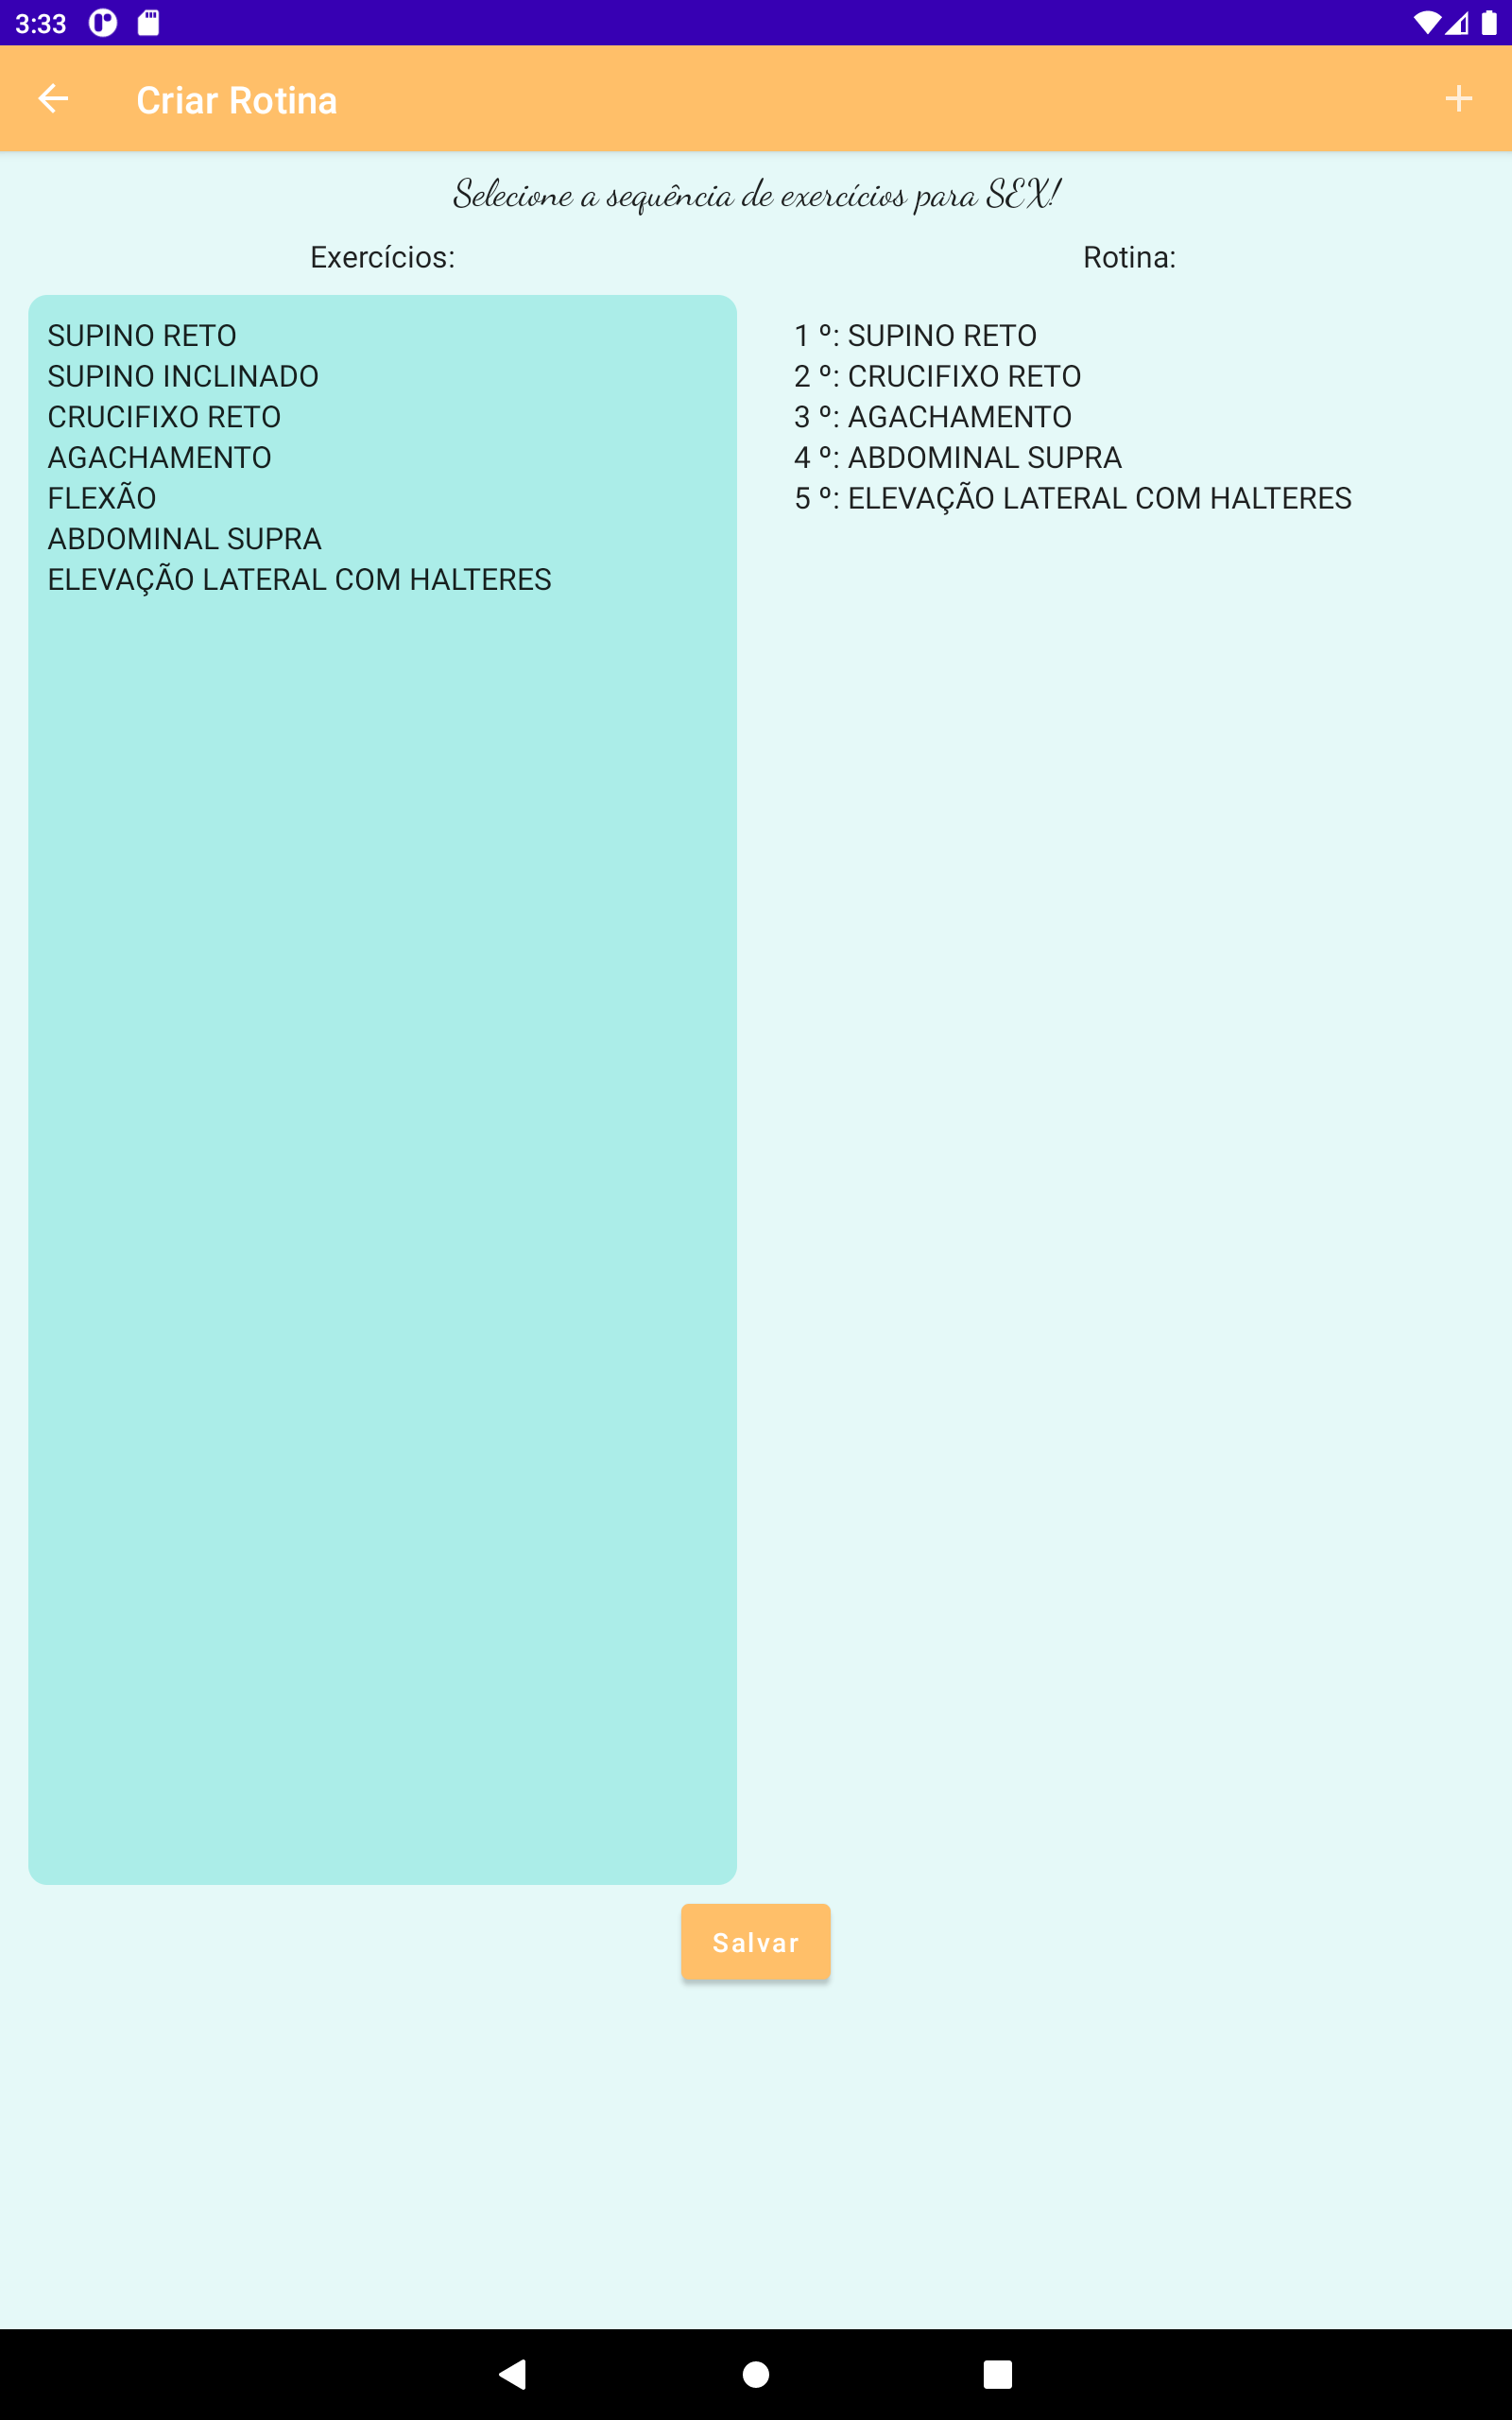 3:33
Criar Rotina
Selecione a sequência de exercícios para SEX!
Exercícios:
SUPINO RETO
SUPINO INCLINADO
CRUCIFIXO RETO
AGACHAMENTO
FLEXÃO
ABDOMINAL SUPRA
ELEVAÇÃO LATERAL COM HALTERES
Rotina:
1 º: SUPINO RETO
2 º: CRUCIFIXO RETO
3 º: AGACHAMENTO
4 º: ABDOMINAL SUPRA
5 º: ELEVAÇÃO LATERAL COM HALTERES
Salvar